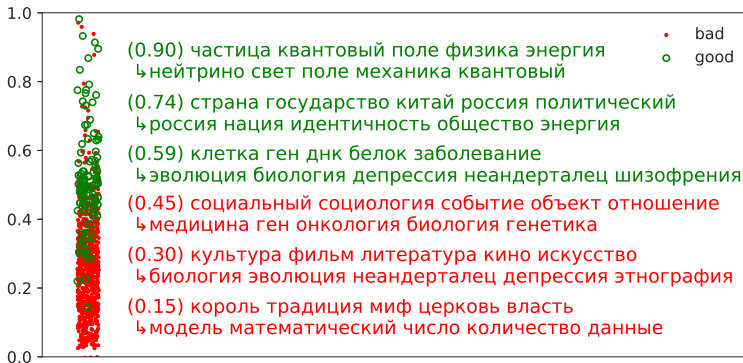 1.0
0.8
0.6
0.4
0.2
0.0
bad
good
(0.90) частица квантовый поле физика энергия
↳нейтрино свет поле механика квантовый
(0.74) страна государство китай россия политический
↳россия нация идентичность общество энергия
(0.59) клетка ген днк белок заболевание
↳эволюция биология депрессия неандерталец шизофрения
(0.45) социальный социология событие объект отношение
↳медицина ген онкология биология генетика
(0.30) культура фильм литература кино искусство
↳биология эволюция неандерталец депрессия этнография
(0.15) король традиция миф церковь власть
↳модель математический число количество данные